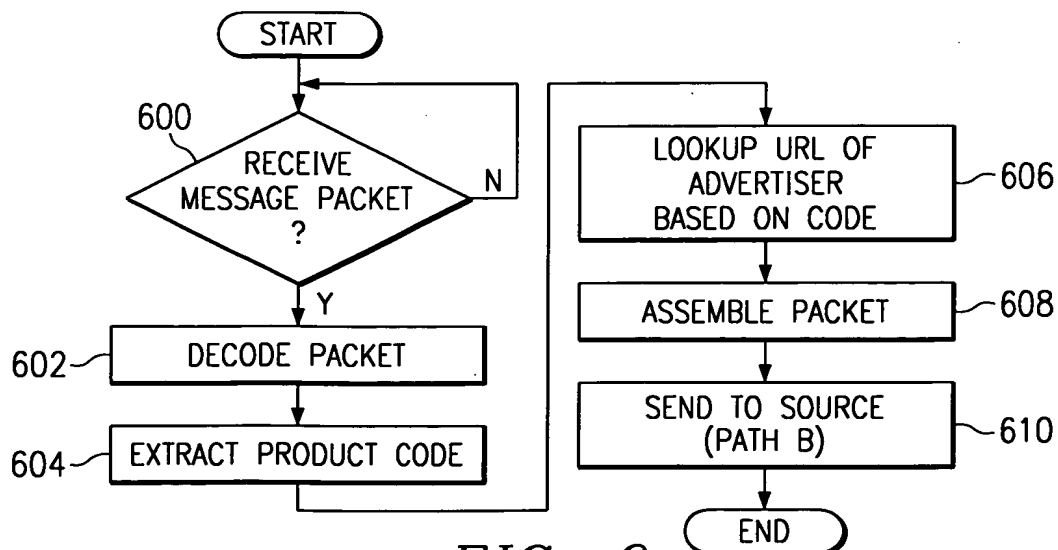 START
600
RECEIVE
MESSAGE PACKET
?
N
Y
602
DECODE PACKET
604
EXTRACT PRODUCT CODE
LOOKUP URL OF
ADVERTISER
BASED ON CODE
606
ASSEMBLE PACKET
608
SEND TO SOURCE
(PATH B)
610
END